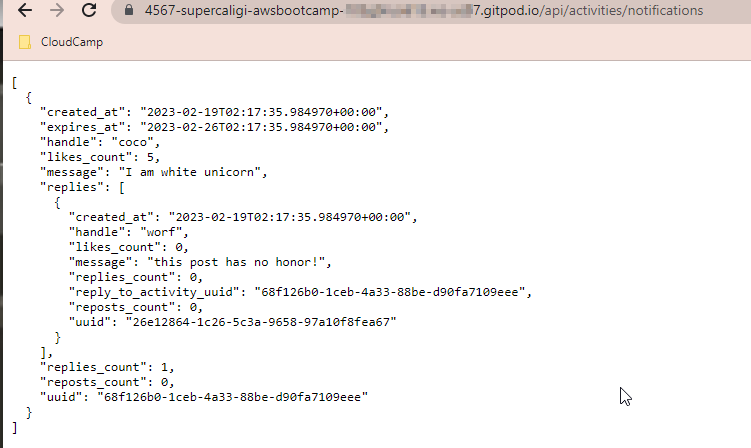 4567-supercaligi-awsbootcamp- 7.gitpod.io/api/activities/notifications
CloudCamp
[
  {
    "created_at": "2023-02-19T02:17:35.984970+00:00",
    "expires_at": "2023-02-26T02:17:35.984970+00:00",
    "handle": "coco",
    "likes_count": 5,
    "message": "I am white unicorn",
    "replies": [
      {
        "created_at": "2023-02-19T02:17:35.984970+00:00",
        "handle": "worf",
        "likes_count": 0,
        "message": "this post has no honor!",
        "replies_count": 0,
        "reply_to_activity_uuid": "68f126b0-1ceb-4a33-88be-d90fa7109eee",
        "reposts_count": 0,
        "uuid": "26e12864-1c26-5c3a-9658-97a10f8fea67"
      }
    ],
    "replies_count": 1,
    "reposts_count": 0,
    "uuid": "68f126b0-1ceb-4a33-88be-d90fa7109eee"
  }
]